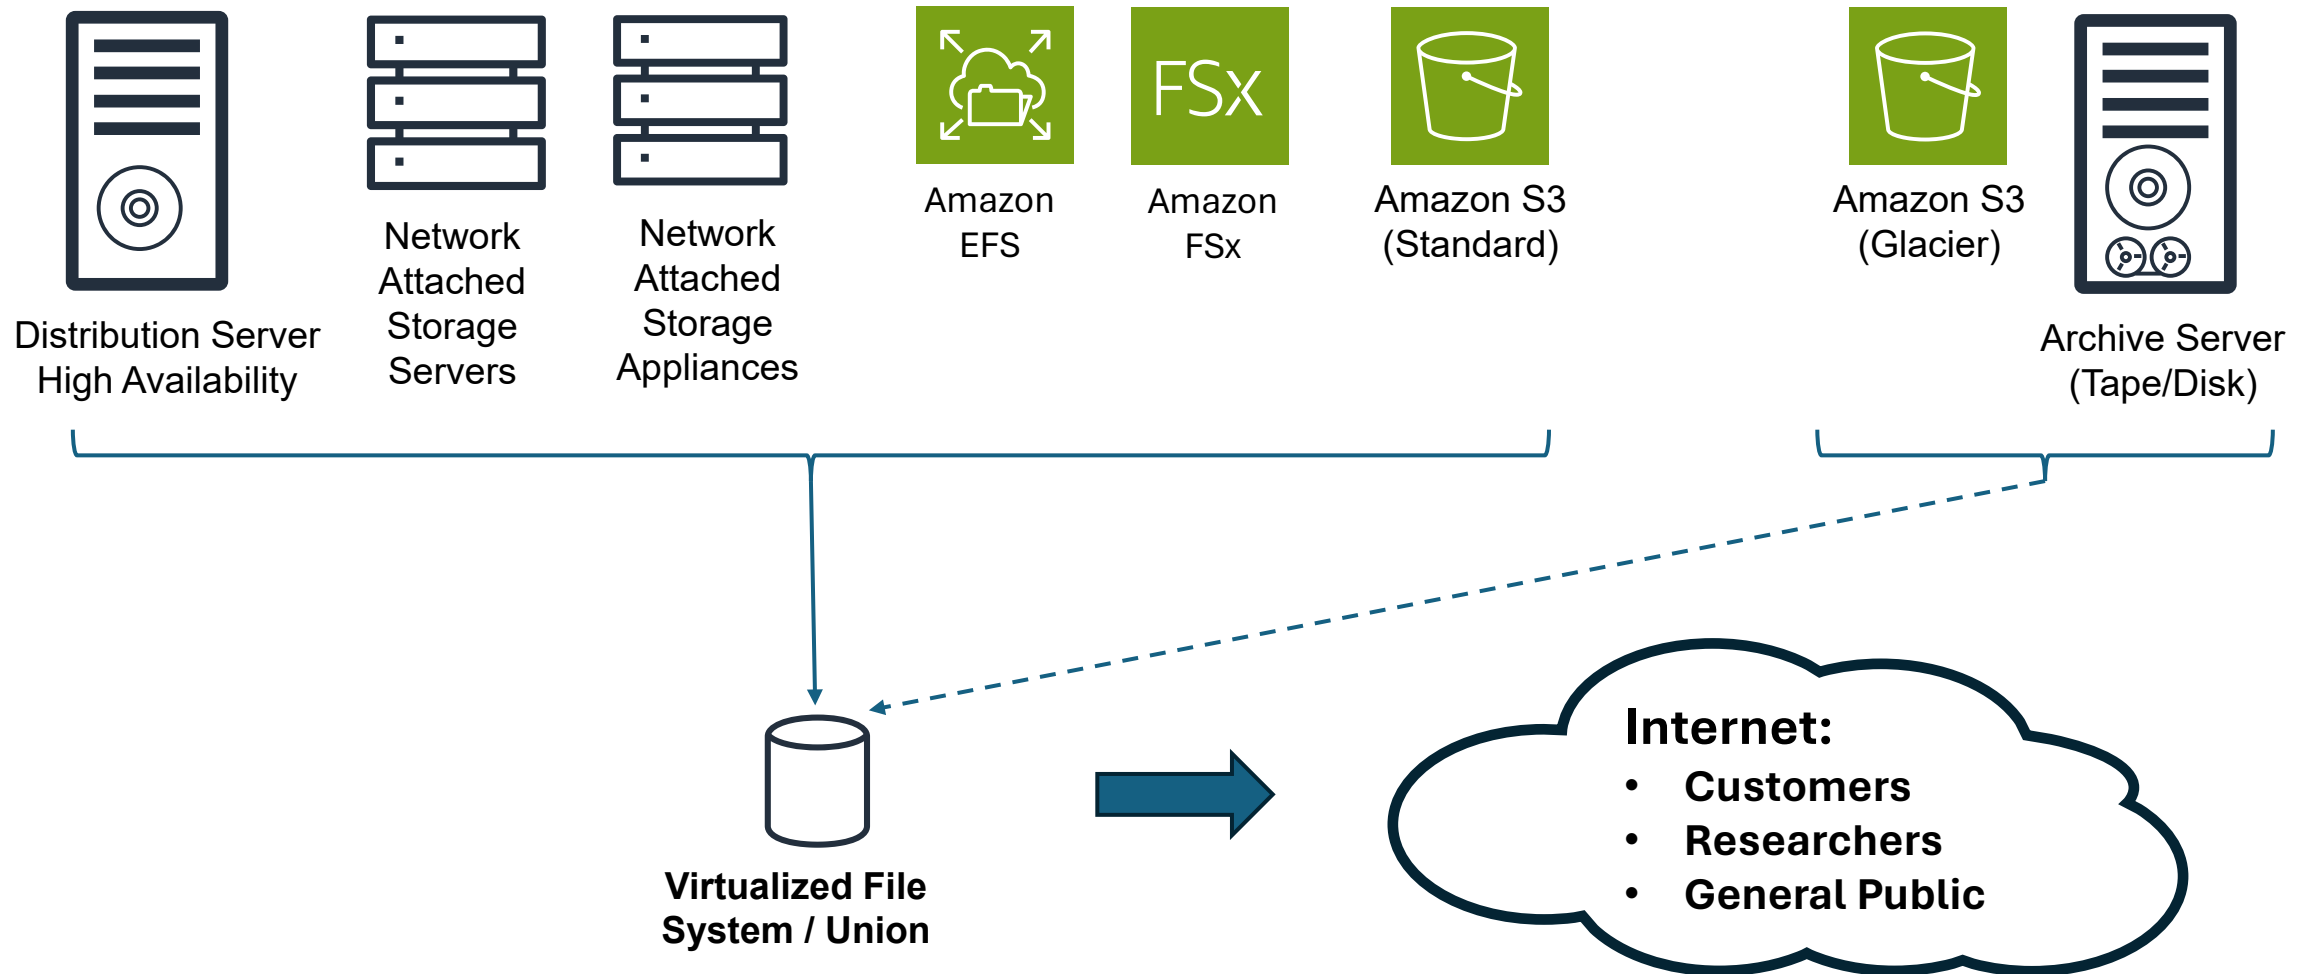 Distribution Server
High Availability
Network
Attached
Storage
Servers
Network
Attached
Storage
Appliances
Amazon
EFS
FSx
Amazon
FSx
Amazon S3
(Standard)
Amazon S3
(Glacier)
Archive Server
(Tape/Disk)
Virtualized File
System / Union
Internet:
• Customers
• Researchers
• General Public